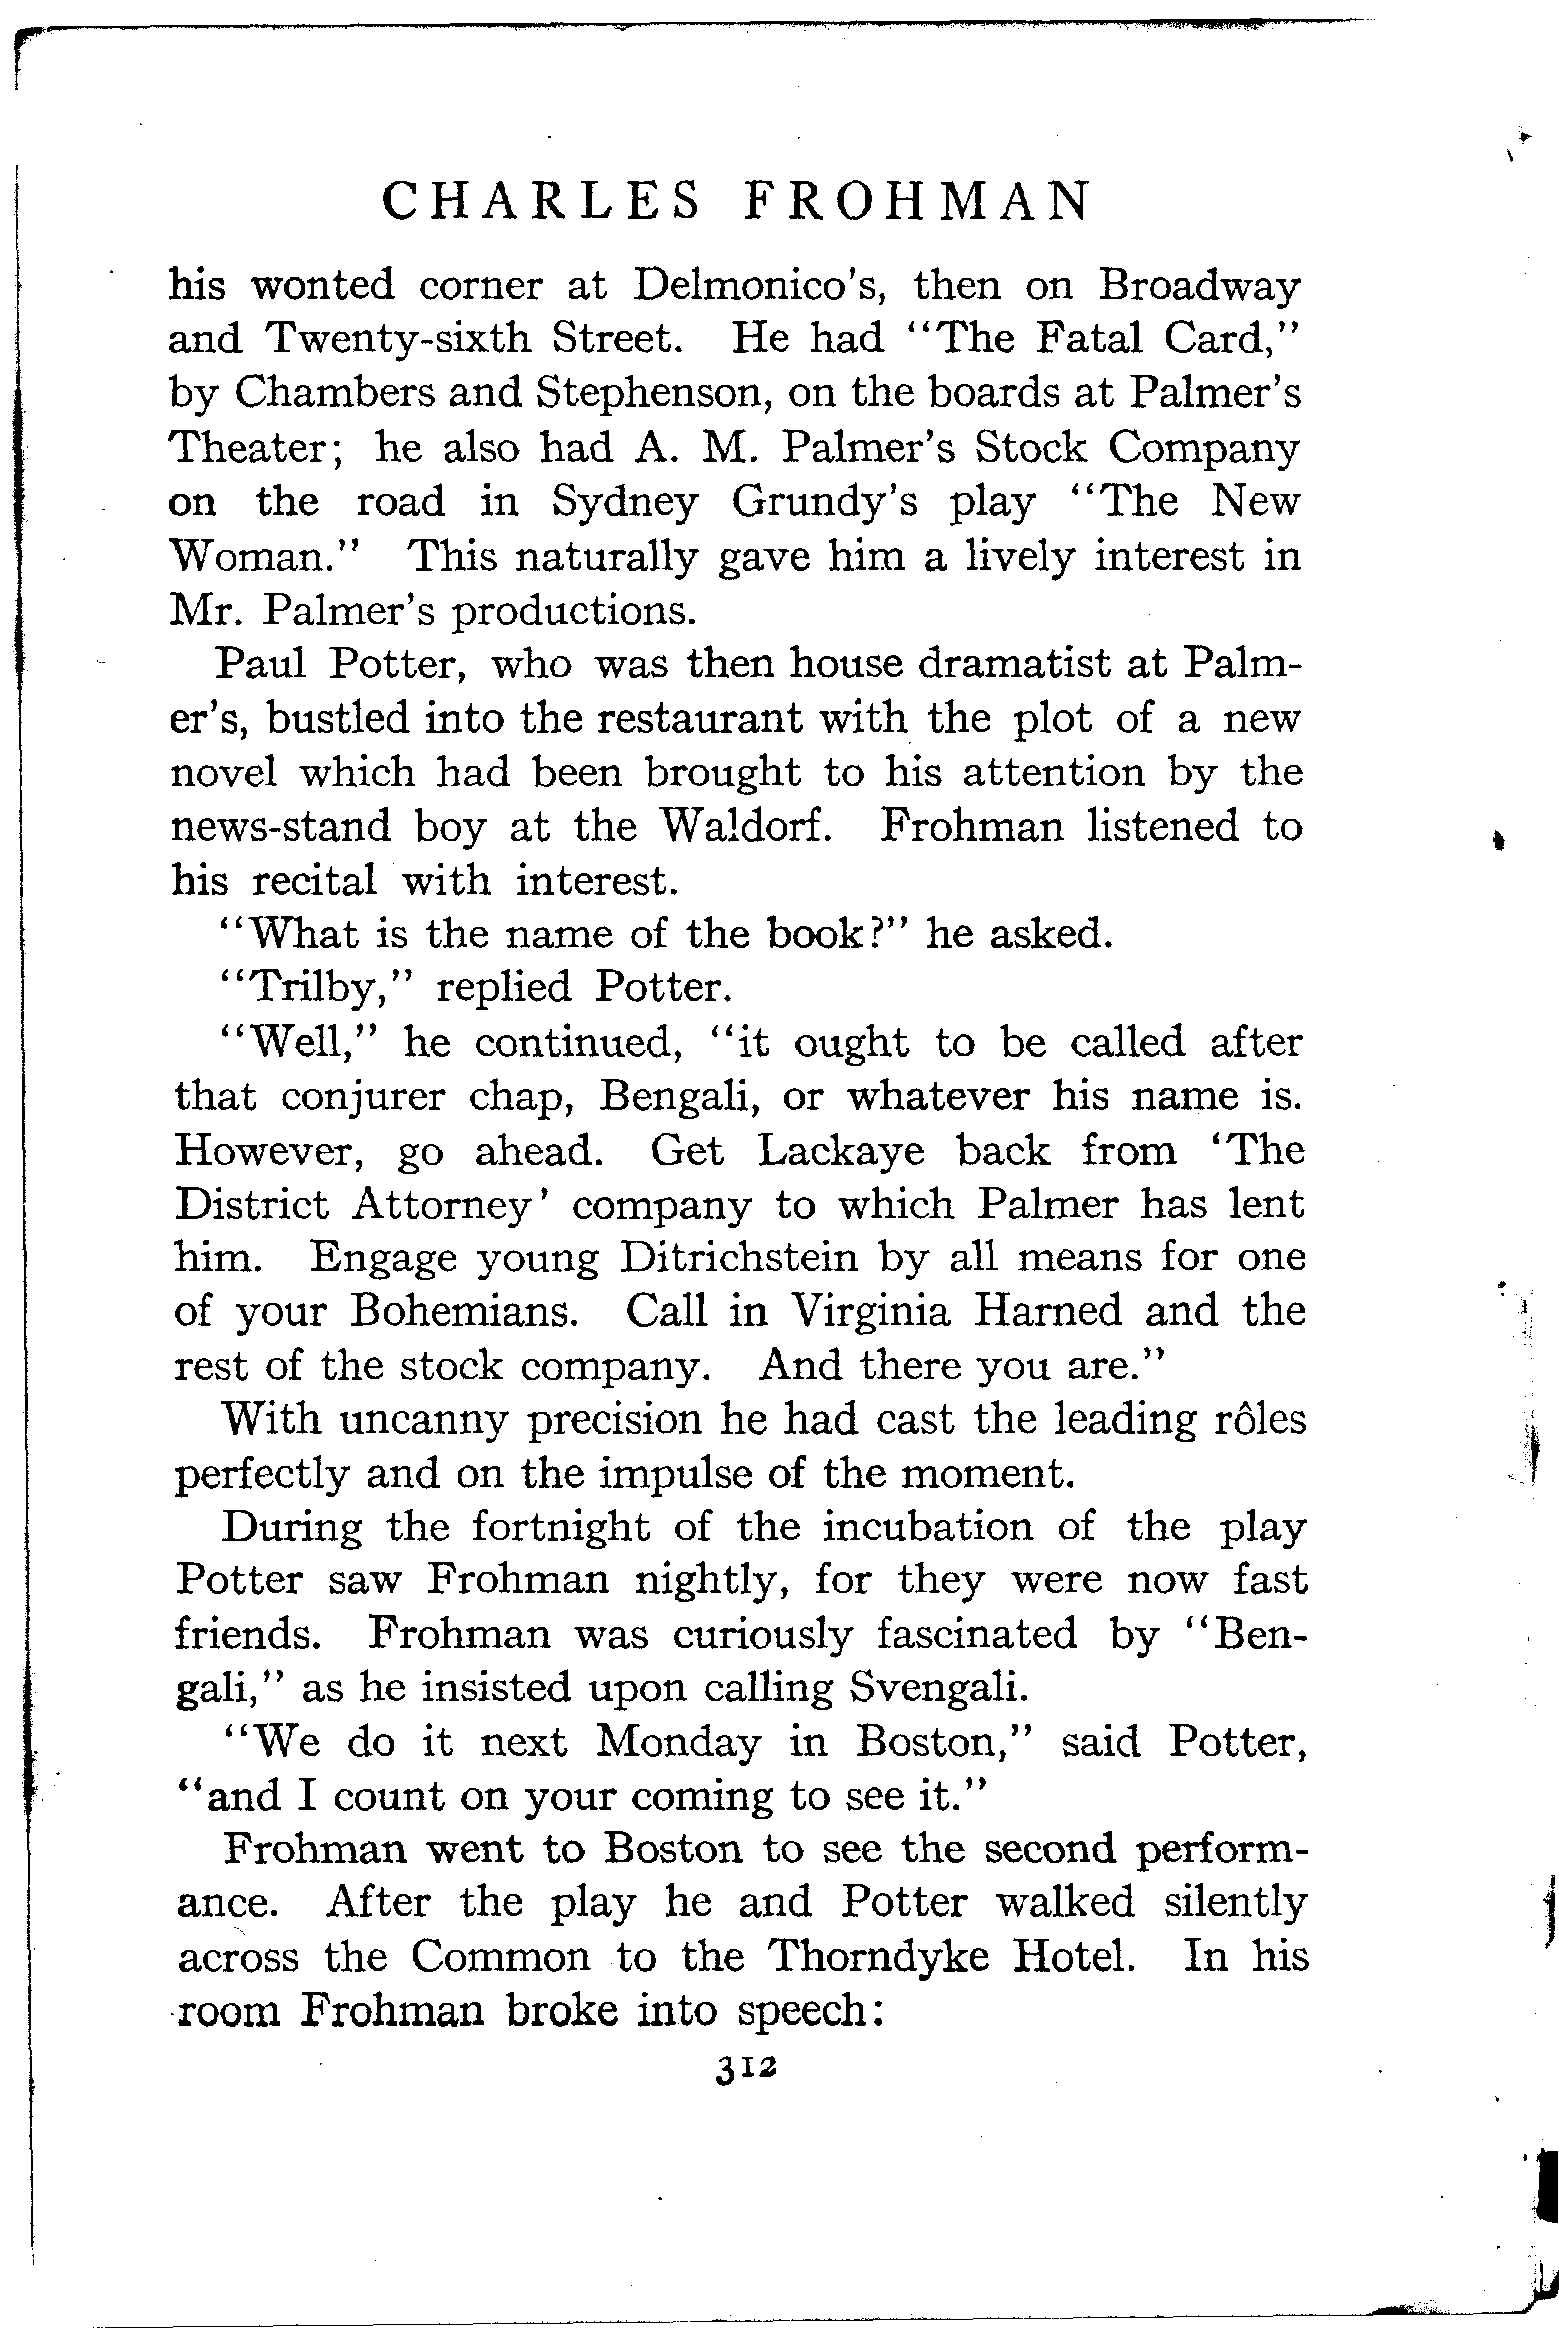 CHARLES FROHMAN
his wonted corner at Delmonico's, then on Broadway
and Twenty-sixth Street. He had "The Fatal Card,"
by Chambers and Stephenson, on the boards at Palmer's
Theater; he also had A. M. Palmer's Stock Company
on the road in Sydney Grundy's play "The New
Woman." This naturally gave him a lively interest in
Mr. Palmer's productions.
Paul Potter, who was then house dramatist at Palm-
er's, bustled into the restaurant with the plot of a new
novel which had been brought to his attention by the
news-stand boy at the Waldorf. Frohman listened to
his recital with interest.
"What is the name of the book?" he asked.
"Trilby," replied Potter.
"Well," he continued, "it ought to be called after
that conjurer chap, Bengali, or whatever his name is.
However, go ahead. Get Lackaye back from 'The
District Attorney' company to which Palmer has lent
him. Engage young Ditrichstein by all means for one
of your Bohemians. Call in Virginia Harned and the
rest of the stock company. And there you are."
With uncanny precision he had cast the leading rôles
perfectly and on the impulse of the moment.
During the fortnight of the incubation of the play
Potter saw Frohman nightly, for they were now fast
friends. Frohman was curiously fascinated by "Ben-
gali," as he insisted upon calling Svengali.
"We do it next Monday in Boston," said Potter,
"and I count on your coming to see it."
Frohman went to Boston to see the second perform-
ance. After the play he and Potter walked silently
across the Common to the Thorndyke Hotel. In his
room Frohman broke into speech:
312